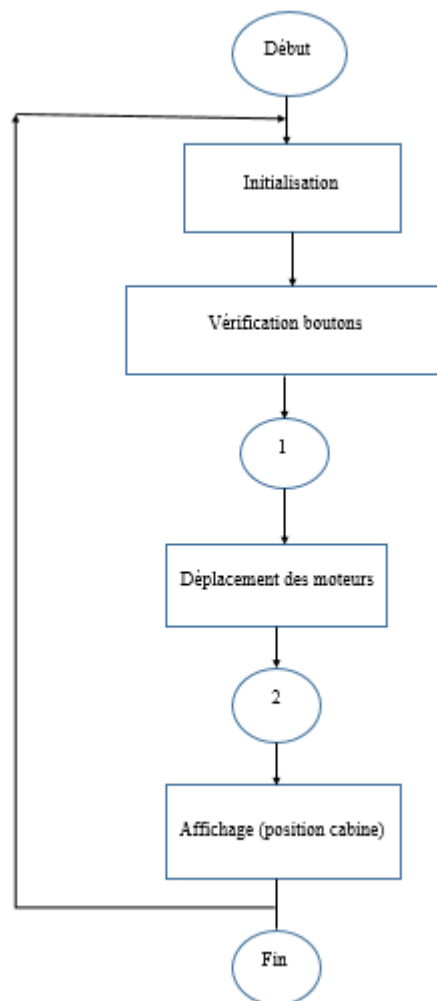 Début
Initialisation
Vérification boutons
1
Déplacement des moteurs
2
Affichage (position cabine)
Fin